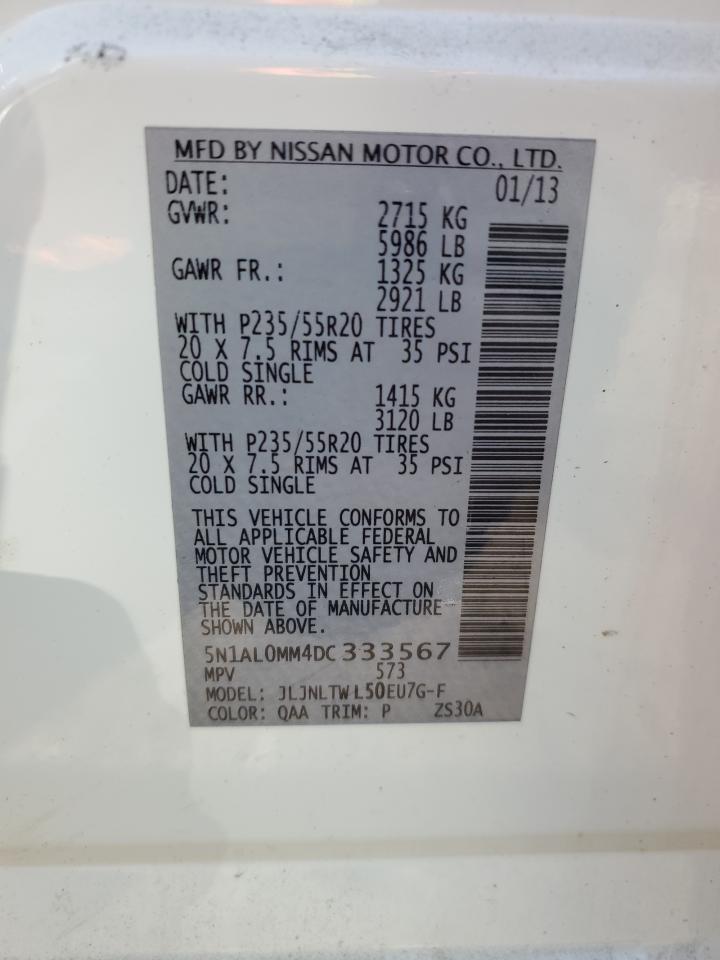 MFD BY NISSAN MOTOR CO., LTD.
DATE: 01/13
GVWR: 2715 KG
5986 LB
GAWR FR.: 1325 KG
2921 LB
WITH P235/55R20 TIRES
20 X 7.5 RIMS AT 35 PSI
COLD SINGLE
GAWR RR.: 1415 KG
3120 LB
WITH P235/55R20 TIRES
20 X 7.5 RIMS AT 35 PSI
COLD SINGLE
THIS VEHICLE CONFORMS TO
ALL APPLICABLE FEDERAL
MOTOR VEHICLE SAFETY AND
THEFT PREVENTION
STANDARDS IN EFFECT ON
THE DATE OF MANUFACTURE
SHOWN ABOVE.
5N1AL0MM4DC333567
MPV 573
MODEL: JLJNLTWL50EU7G-F
COLOR: QAA TRIM: P ZS30A